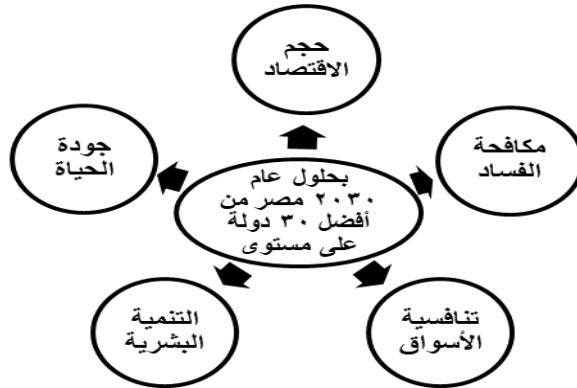 حجم
الاقتصاد
مكافحة
الفساد
جودة
الحياة
بحلول عام
٢٠٣٠ مصر من
أفضل ٣٠ دولة
على مستوى
تنافسية
الأسواق
التنمية
البشرية